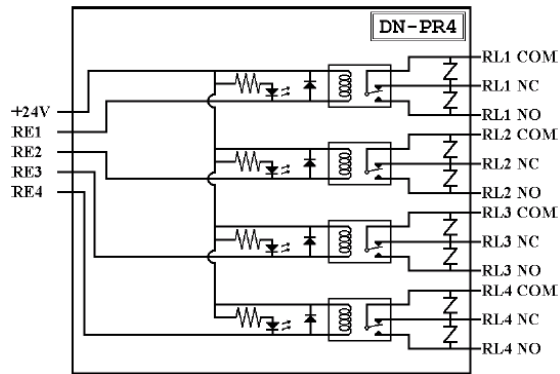 DN-PR4
+24V
RE1
RE2
RE3
RE4
RL1 COM
RL1 NC
RL1 NO
RL2 COM
RL2 NC
RL2 NO
RL3 COM
RL3 NC
RL3 NO
RL4 COM
RL4 NC
RL4 NO